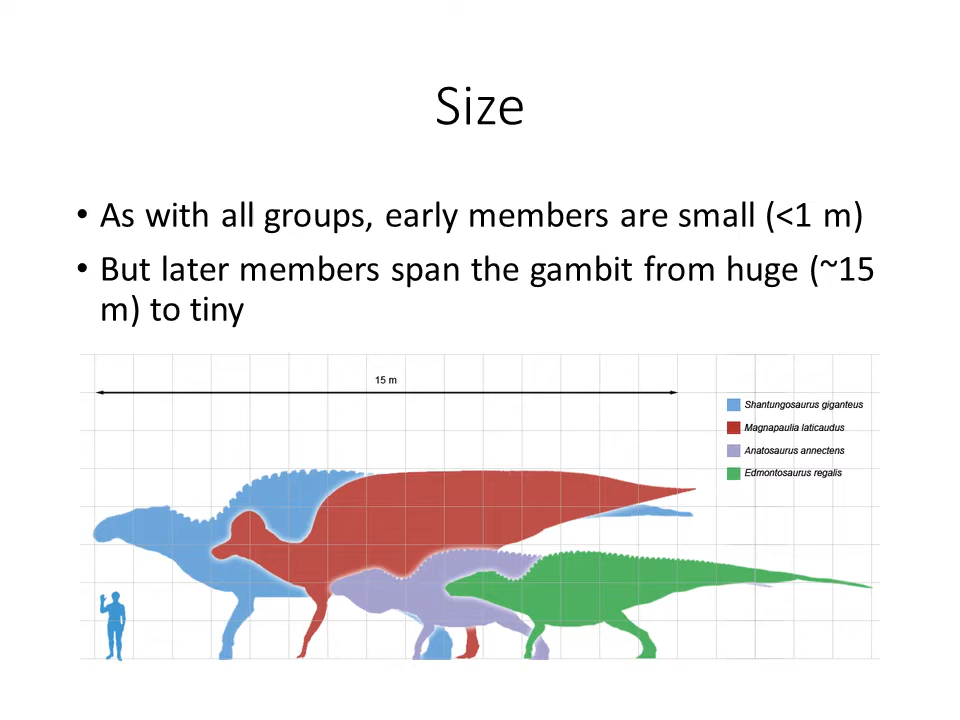 Size
• As with all groups, early members are small (<1 m)
• But later members span the gambit from huge (~15
m) to tiny
15 m
Shantungosaurus giganteus
Magnapaulia laticaudus
Anatosaurus annectens
Edmontosaurus regalis